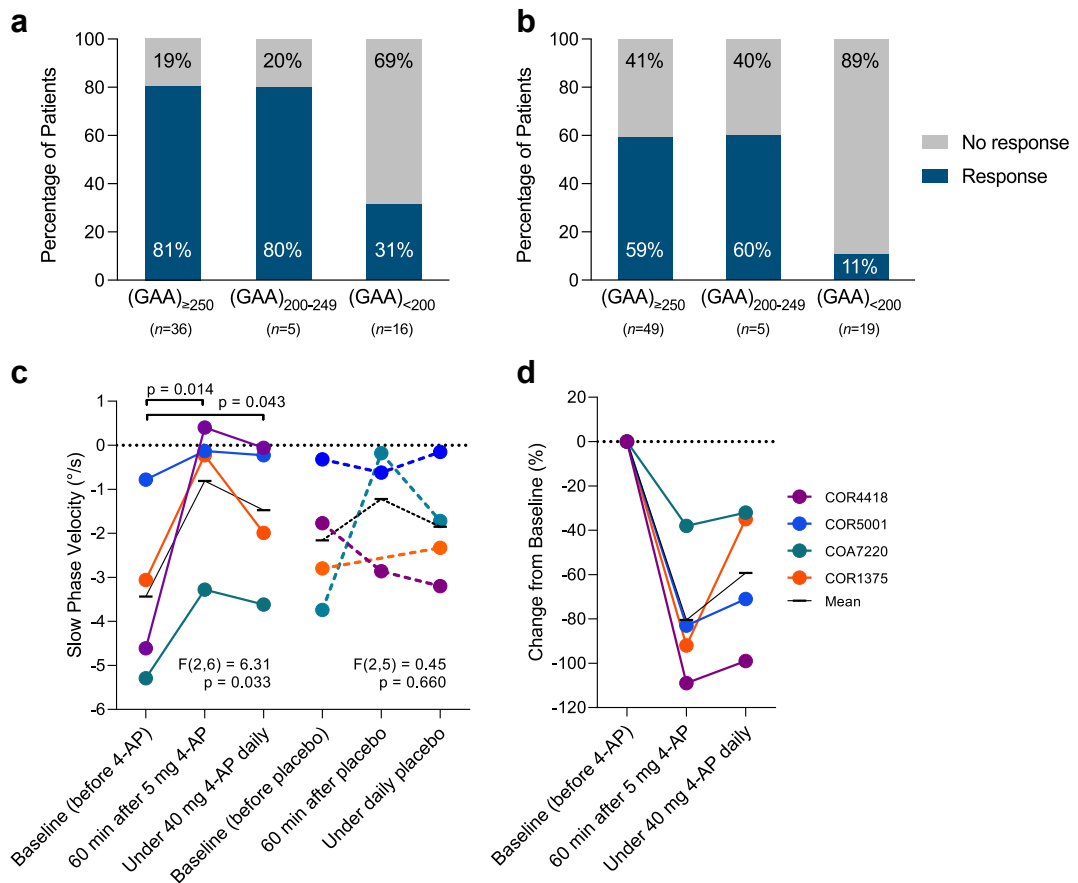 a
Percentage of Patients
100
80
60
40
20
0
19%
20%
69%
81%
80%
31%
(GAA)≥250
(GAA)200-249
(GAA)<200
(n=36)
(n=5)
(n=16)
b
Percentage of Patients
100
80
60
40
20
0
41%
40%
89%
59%
60%
11%
(GAA)≥250
(GAA)200-249
(GAA)<200
(n=49)
(n=5)
(n=19)
No response
Response
c
Slow Phase Velocity (°/s)
1
0
-1
-2
-3
-4
-5
-6
p = 0.014
p = 0.043
F(2,6) = 6.31
p = 0.033
F(2,5) = 0.45
p = 0.660
Baseline (before 4-AP)
60 min after 5 mg 4-AP
Under 40 mg 4-AP daily
Baseline (before placebo)
60 min after placebo
Under daily placebo
d
Change from Baseline (%)
20
0
-20
-40
-60
-80
-100
-120
Baseline (before 4-AP)
60 min after 5 mg 4-AP
Under 40 mg 4-AP daily
COR4418
COR5001
COA7220
COR1375
Mean